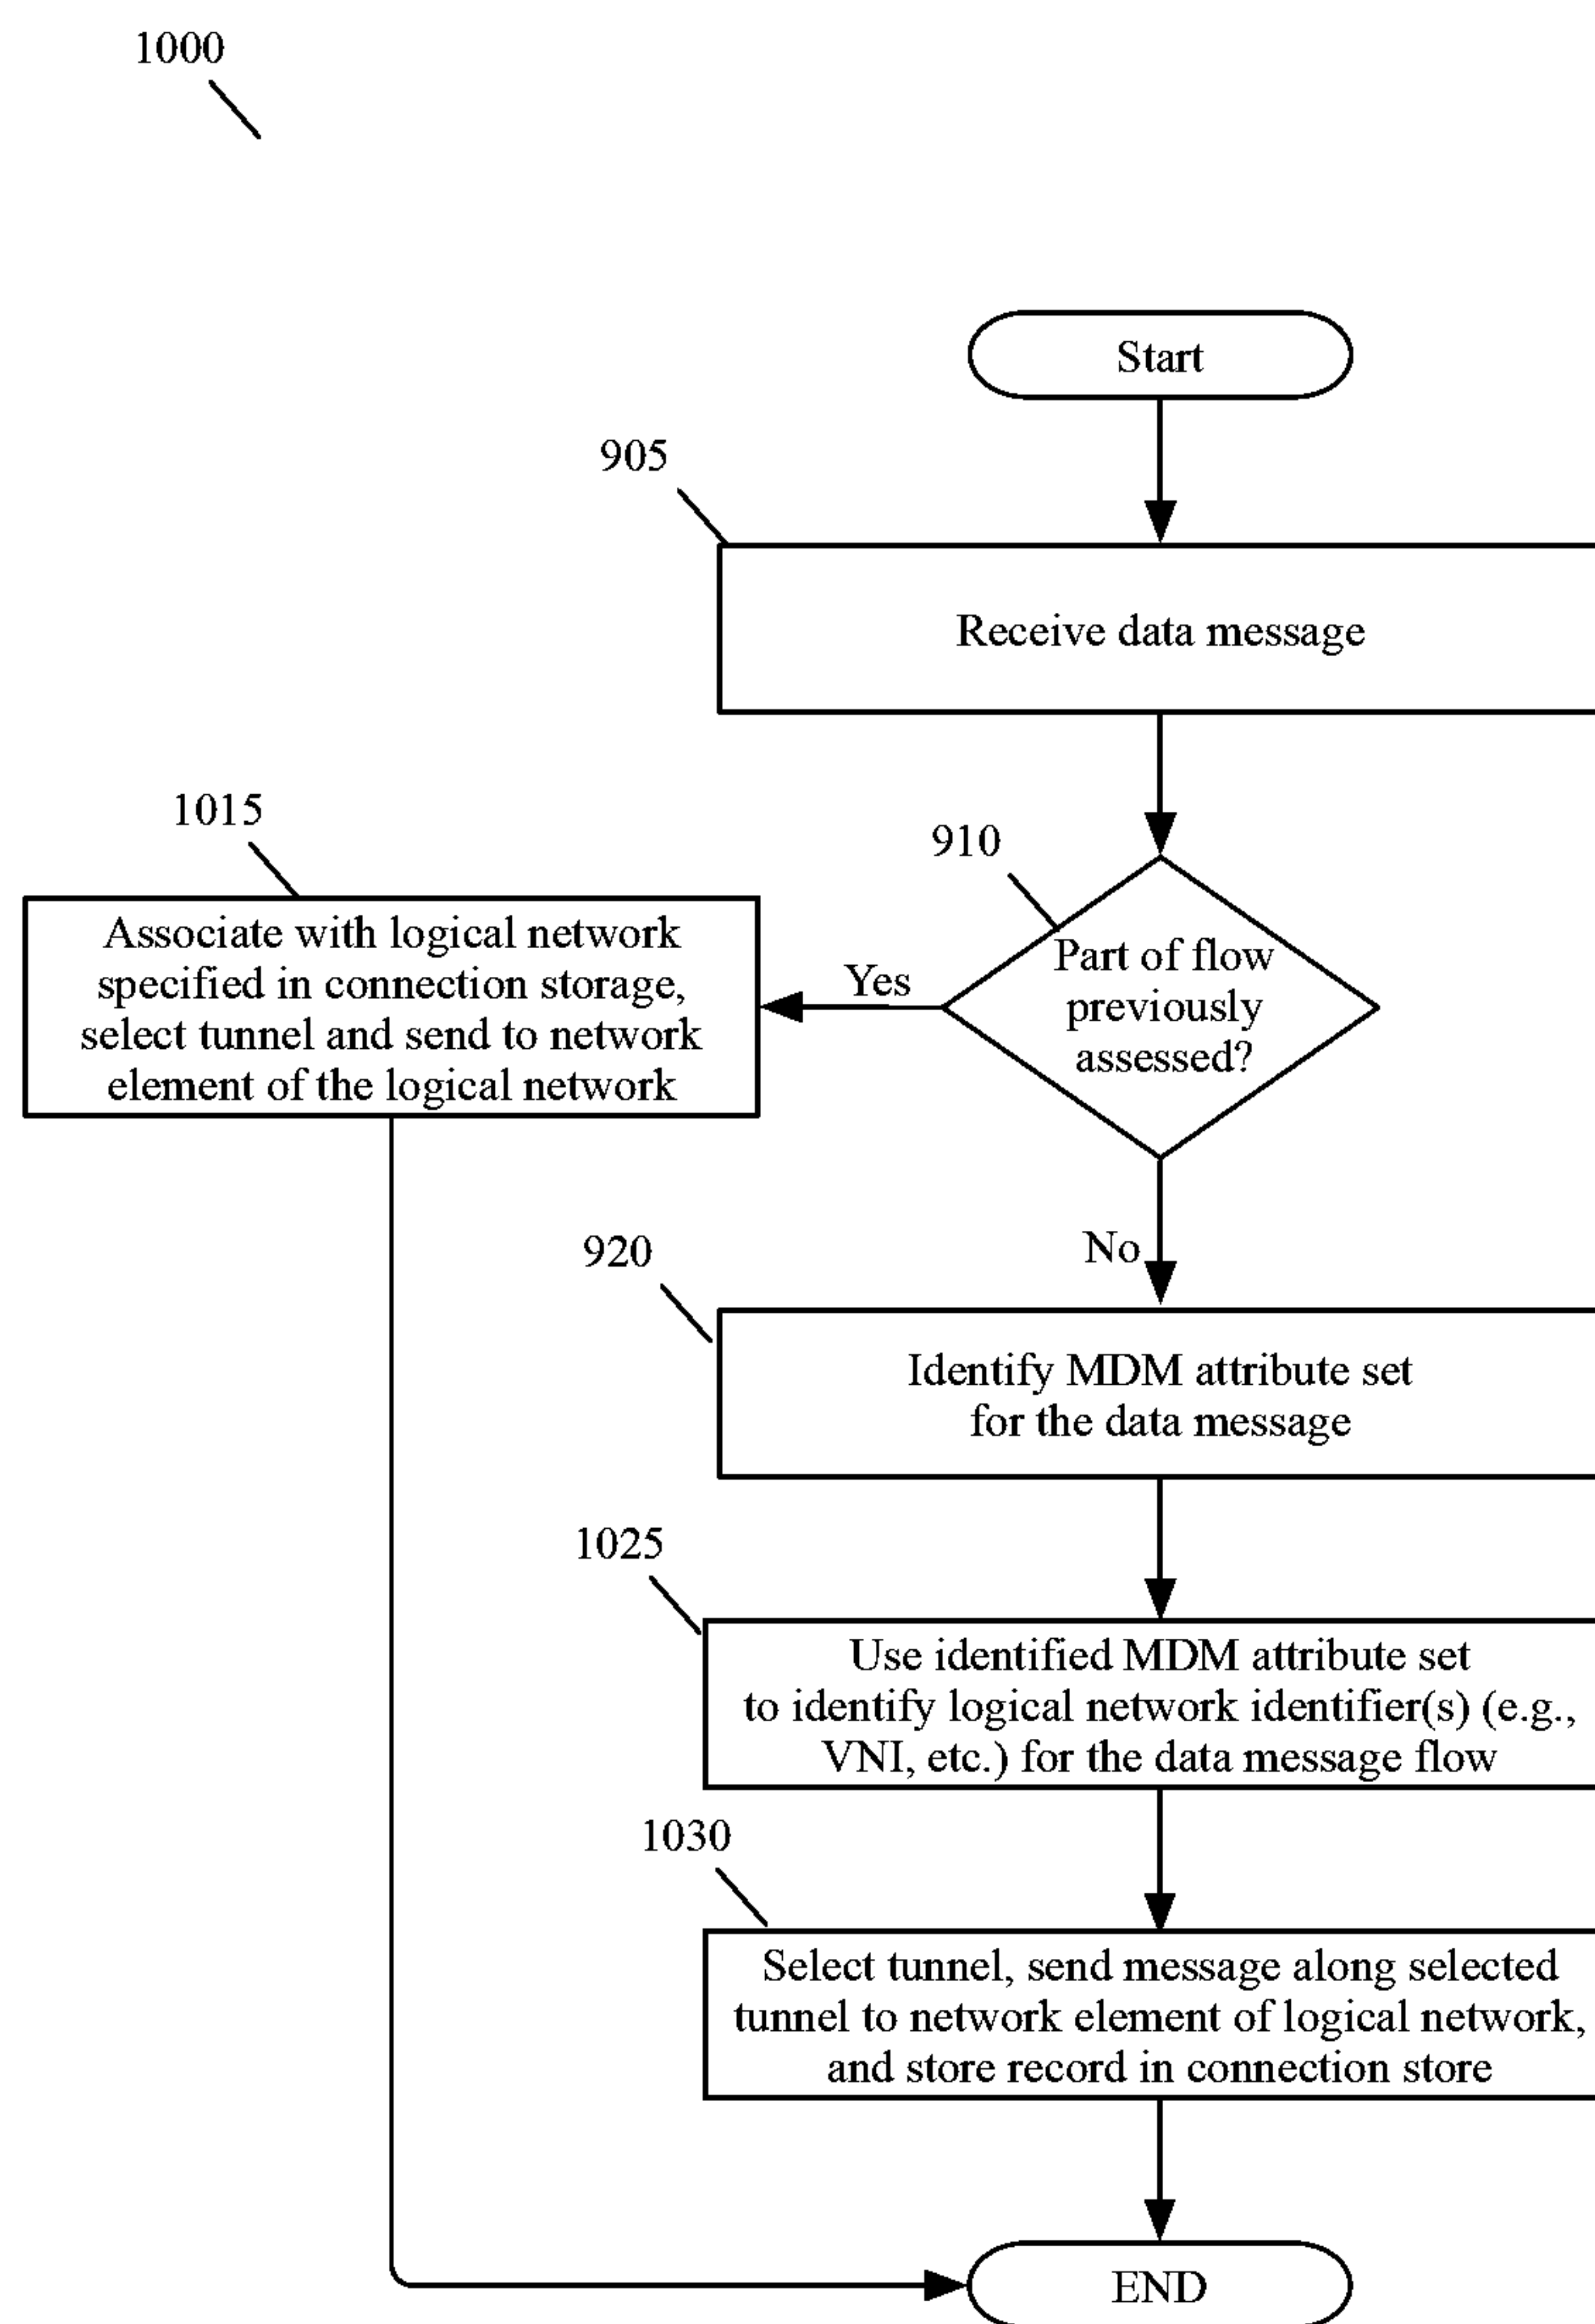 1000
Start
905
Receive data message
1015
910
Associate with logical network
specified in connection storage,
select tunnel and send to network
element of the logical network
Yes
Part of flow
previously
assessed?
No
920
Identify MDM attribute set
for the data message
1025
Use identified MDM attribute set
to identify logical network identifier(s) (e.g.,
VNI, etc.) for the data message flow
1030
Select tunnel, send message along selected
tunnel to network element of logical network,
and store record in connection store
END